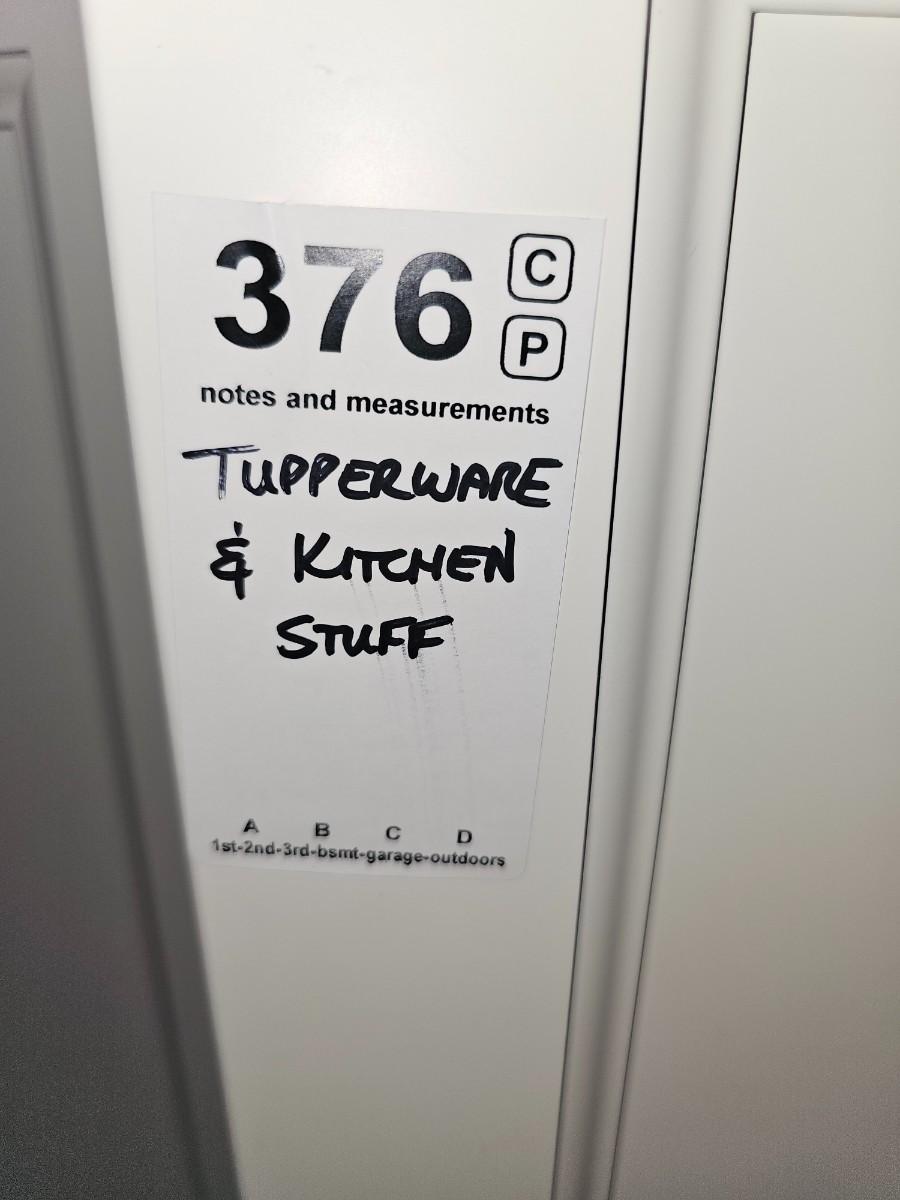 376 C
P
notes and measurements
TUPPERWARE
& KITCHEN
STUFF
A B C D
1st-2nd-3rd-bsmt-garage-outdoors